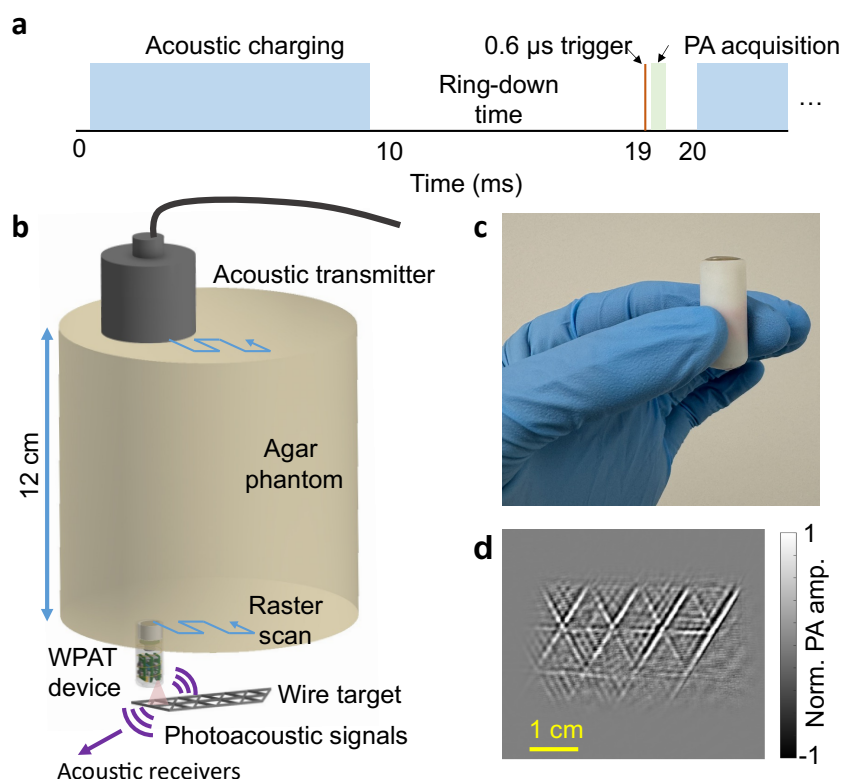 a
Acoustic charging
0.6 μs trigger
PA acquisition
Ring-down
time
...
0
10
19
20
Time (ms)
b
Acoustic transmitter
12 cm
Agar
phantom
Raster
scan
WPAT
device
Wire target
Photoacoustic signals
Acoustic receivers
c
d
1
Norm. PA amp.
-1
1 cm